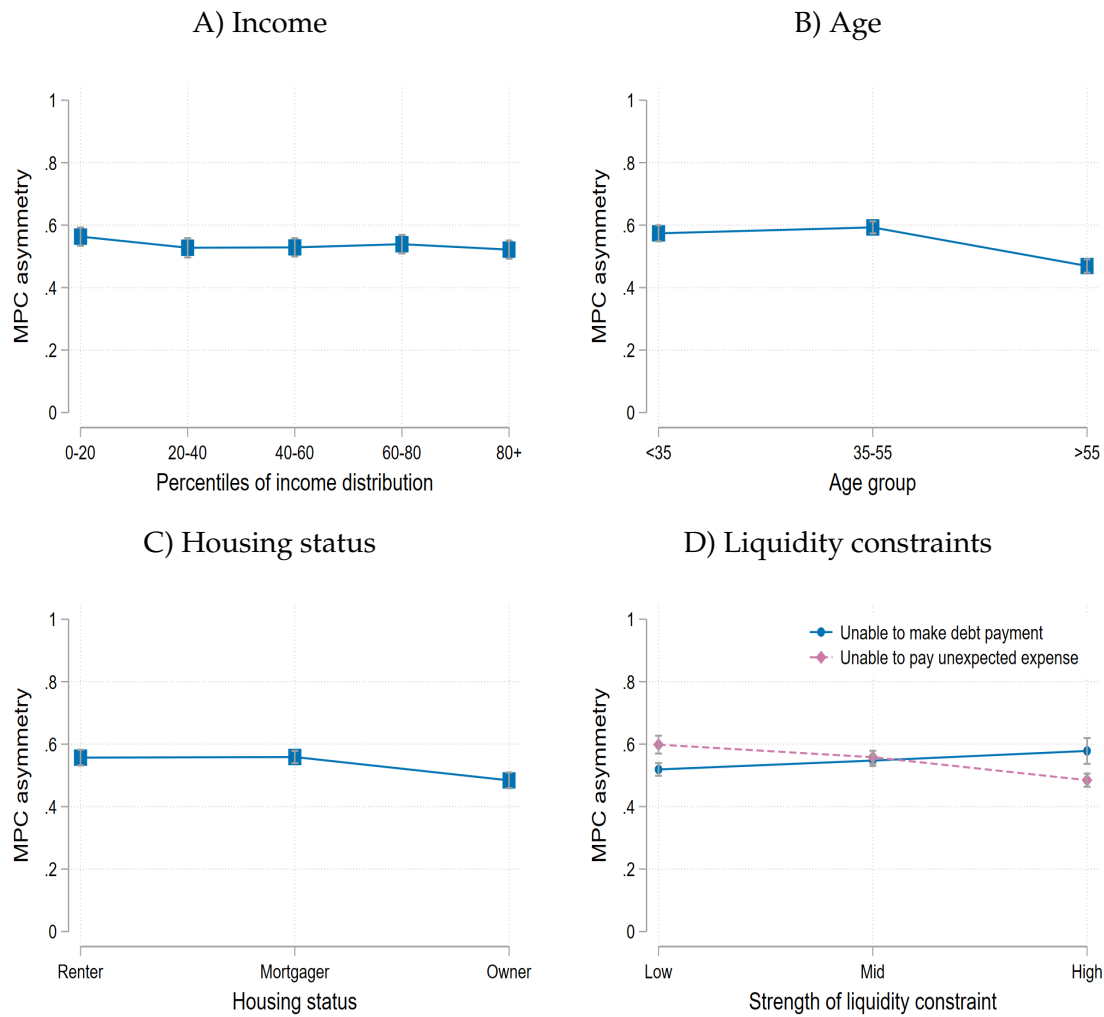 A) Income
1
.8
.6
.4
.2
0
MPC asymmetry
0-20 20-40 40-60 60-80 80+
Percentiles of income distribution
B) Age
1
.8
.6
.4
.2
0
MPC asymmetry
<35 35-55 >55
Age group
C) Housing status
1
.8
.6
.4
.2
0
MPC asymmetry
Renter Mortgager Owner
Housing status
D) Liquidity constraints
Unable to make debt payment
Unable to pay unexpected expense
1
.8
.6
.4
.2
0
MPC asymmetry
Low Mid High
Strength of liquidity constraint